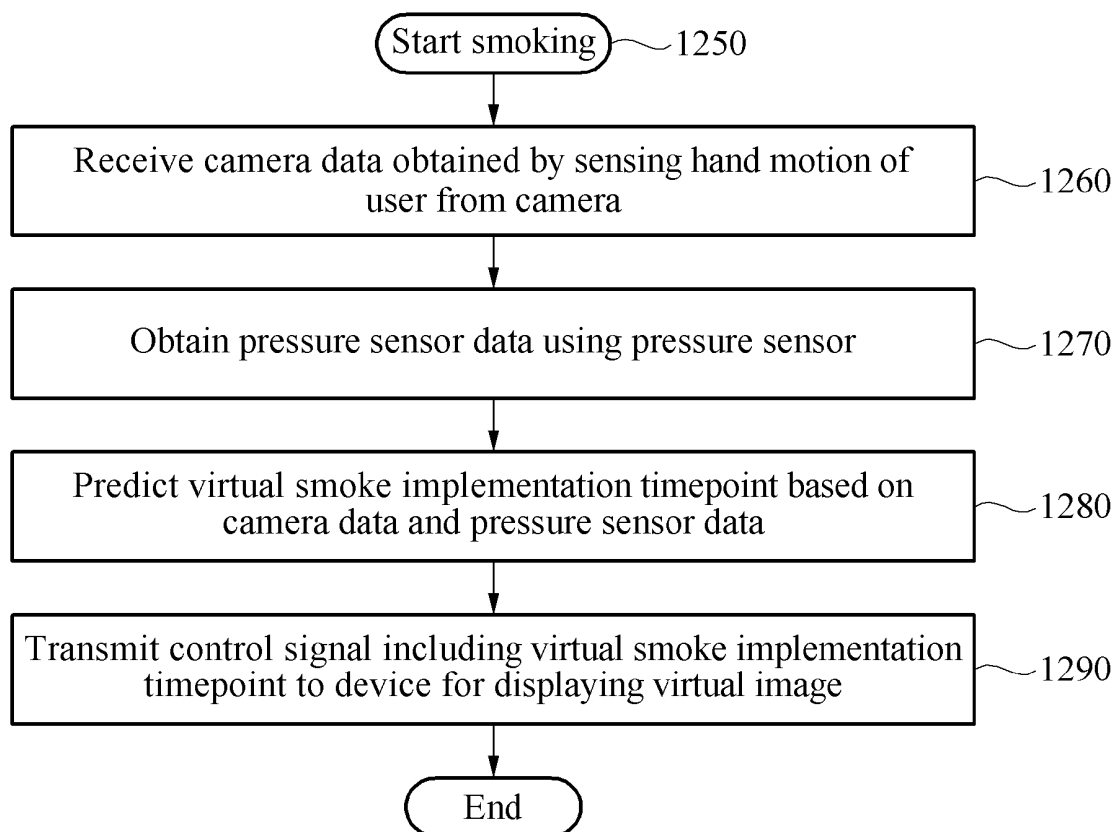 Start smoking
1250
Receive camera data obtained by sensing hand motion of
user from camera
1260
Obtain pressure sensor data using pressure sensor
1270
Predict virtual smoke implementation timepoint based on
camera data and pressure sensor data
1280
Transmit control signal including virtual smoke implementation
timepoint to device for displaying virtual image
1290
End